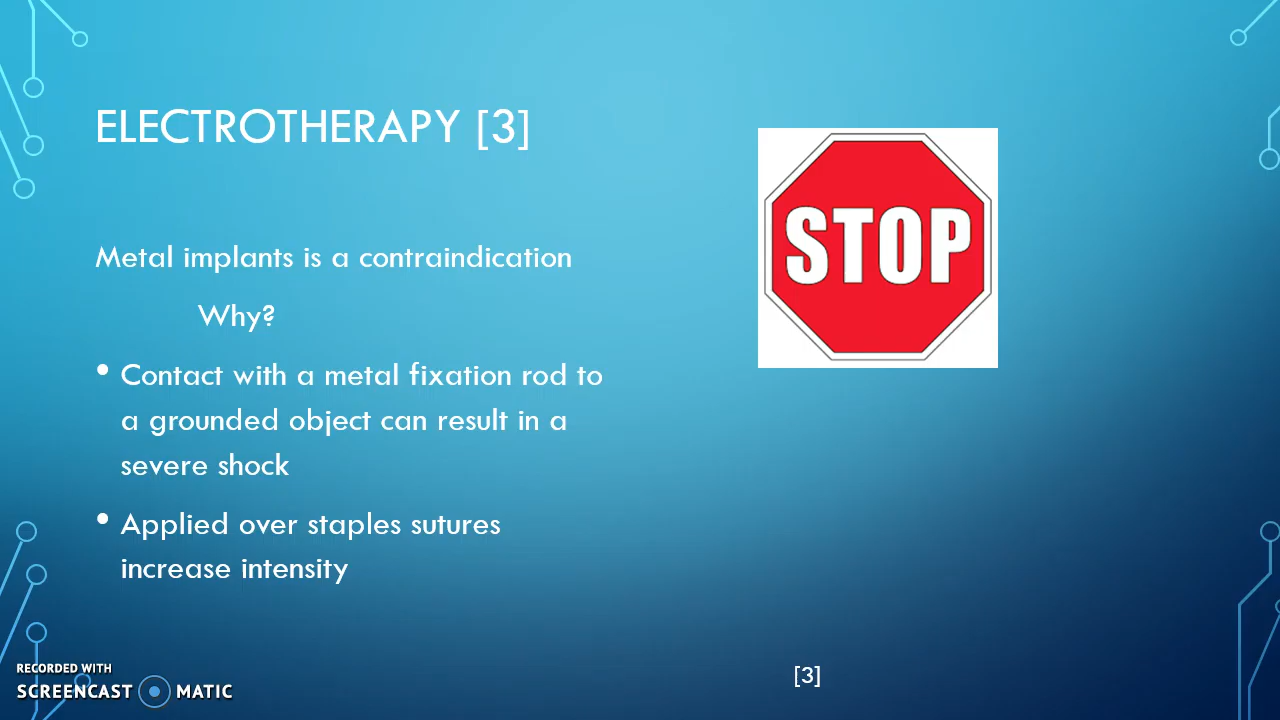 ELECTROTHERAPY [3]
STOP
Metal implants is a contraindication
Why?
• Contact with a metal fixation rod to
a grounded object can result in a
severe shock
• Applied over staples sutures
increase intensity
[3]
RECORDED WITH
SCREENCAST MATIC